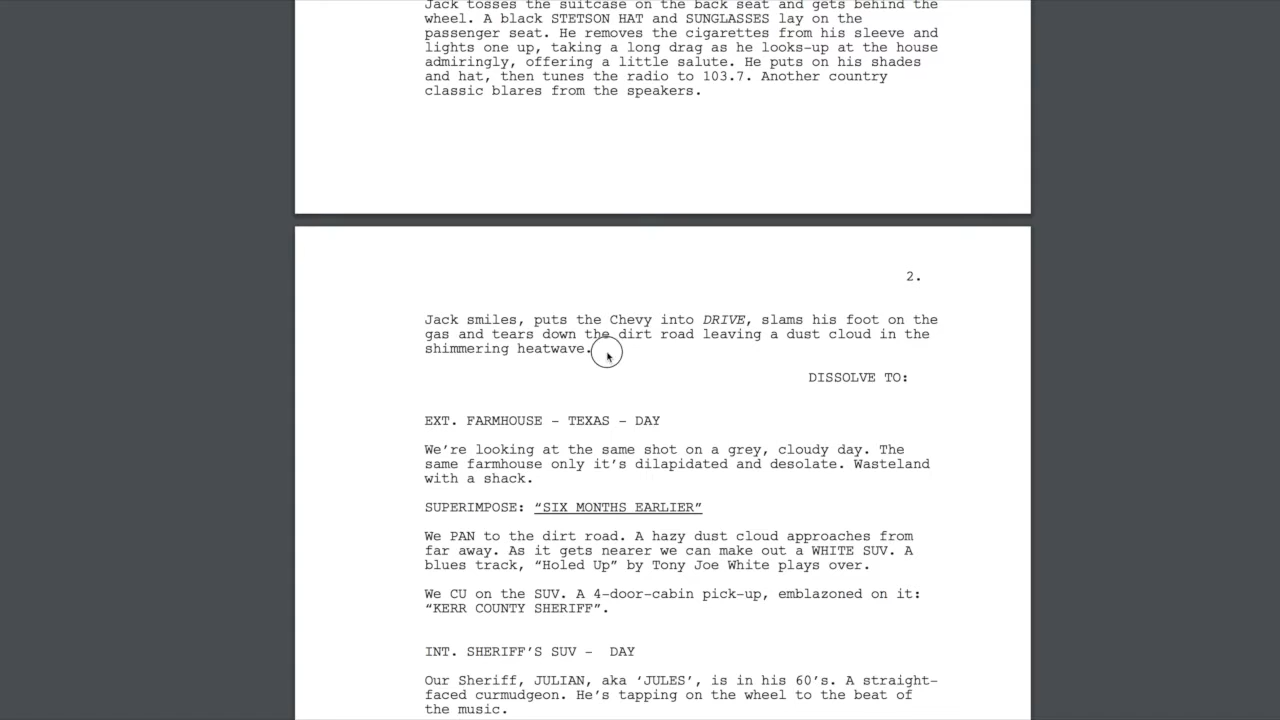 Jack tosses the suitcase on the back seat and gets behind the
wheel. A black STETSON HAT and SUNGLASSES lay on the
passenger seat. He removes the cigarettes from his sleeve and
lights one up, taking a long drag as he looks-up at the house
admiringly, offering a little salute. He puts on his shades
and hat, then tunes the radio to 103.7. Another country
classic blares from the speakers.
2.
Jack smiles, puts the Chevy into DRIVE, slams his foot on the
gas and tears down the dirt road leaving a dust cloud in the
shimmering heatwave.
DISSOLVE TO:
EXT. FARMHOUSE - TEXAS - DAY
We're looking at the same shot on a grey, cloudy day. The
same farmhouse only it's dilapidated and desolate. Wasteland
with a shack.
SUPERIMPOSE: "SIX MONTHS EARLIER"
We PAN to the dirt road. A hazy dust cloud approaches from
far away. As it gets nearer we can make out a WHITE SUV. A
blues track, "Holed Up" by Tony Joe White plays over.
We CU on the SUV. A 4-door-cabin pick-up, emblazoned on it:
"KERR COUNTY SHERIFF".
INT. SHERIFF'S SUV - DAY
Our Sheriff, JULIAN, aka 'JULES', is in his 60's. A straight-
faced curmudgeon. He's tapping on the wheel to the beat of
the music.